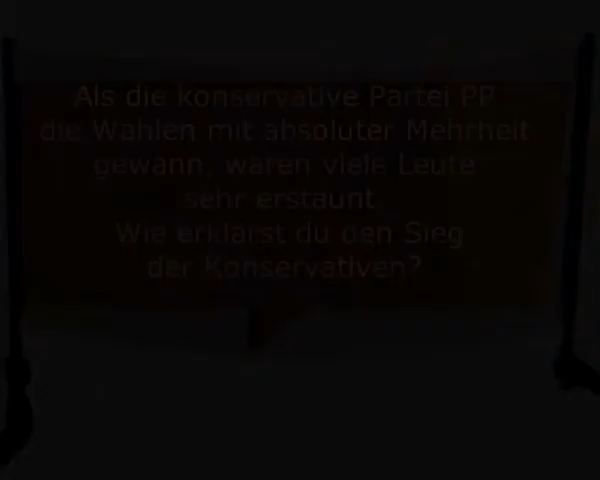 Als die konservative Partei PP
die Wahlen mit absoluter Mehrheit
gewann, waren viele Leute
sehr erstaunt.
Wie erklärst du den Sieg
der Konservativen?